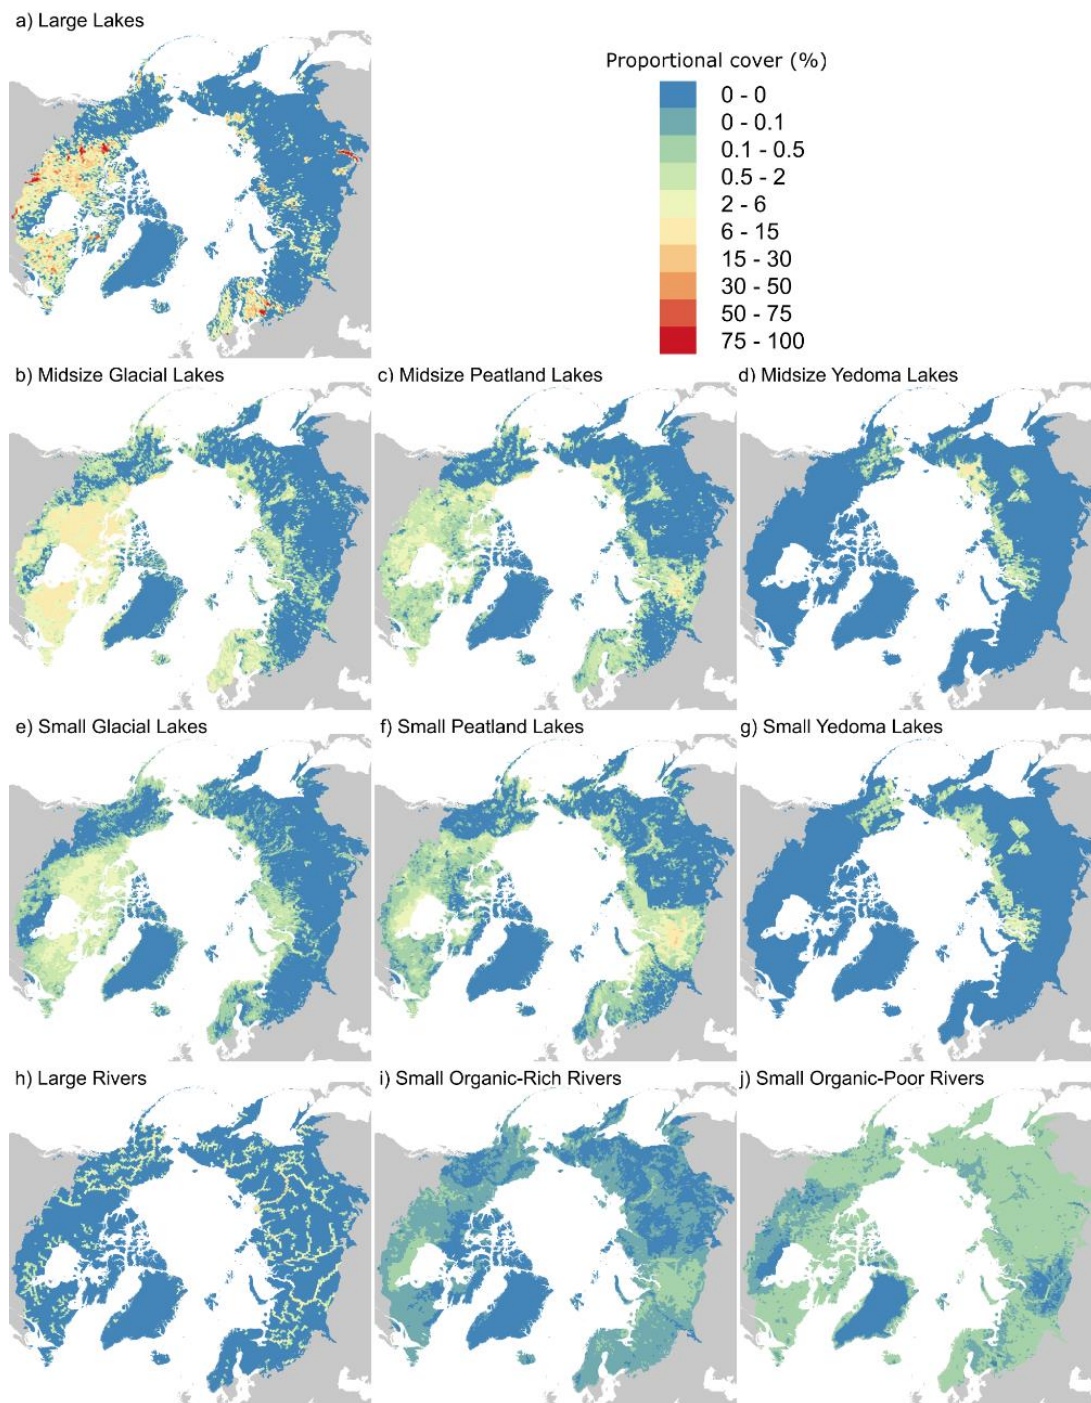 a) Large Lakes
Proportional cover (%)
0 - 0
0 - 0.1
0.1 - 0.5
0.5 - 2
2 - 6
6 - 15
15 - 30
30 - 50
50 - 75
75 - 100
b) Midsize Glacial Lakes
c) Midsize Peatland Lakes
d) Midsize Yedoma Lakes
e) Small Glacial Lakes
f) Small Peatland Lakes
g) Small Yedoma Lakes
h) Large Rivers
i) Small Organic-Rich Rivers
j) Small Organic-Poor Rivers